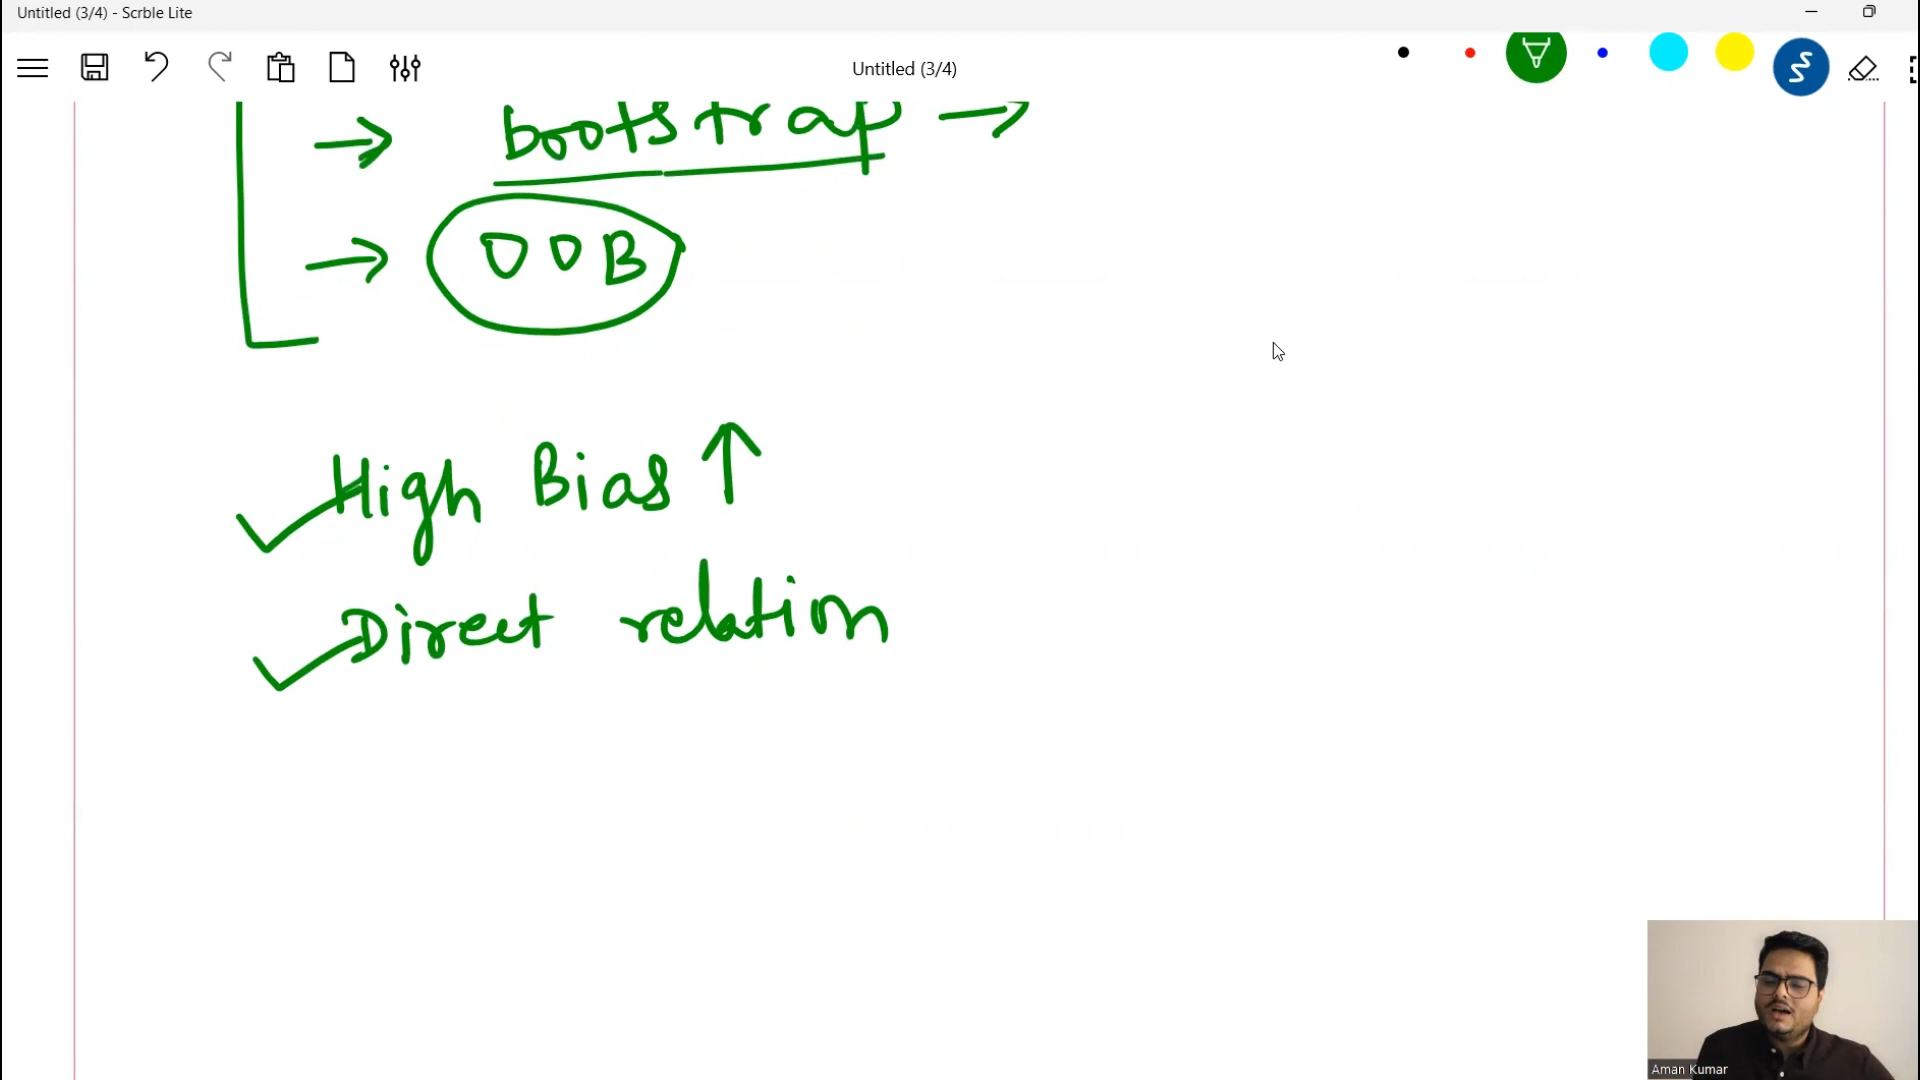 Untitled (3/4) - Scrble Lite
Untitled (3/4)
→ bootstrap →
→ OOB
✓ High Bias ↑
✓ Direct relation
Aman Kumar